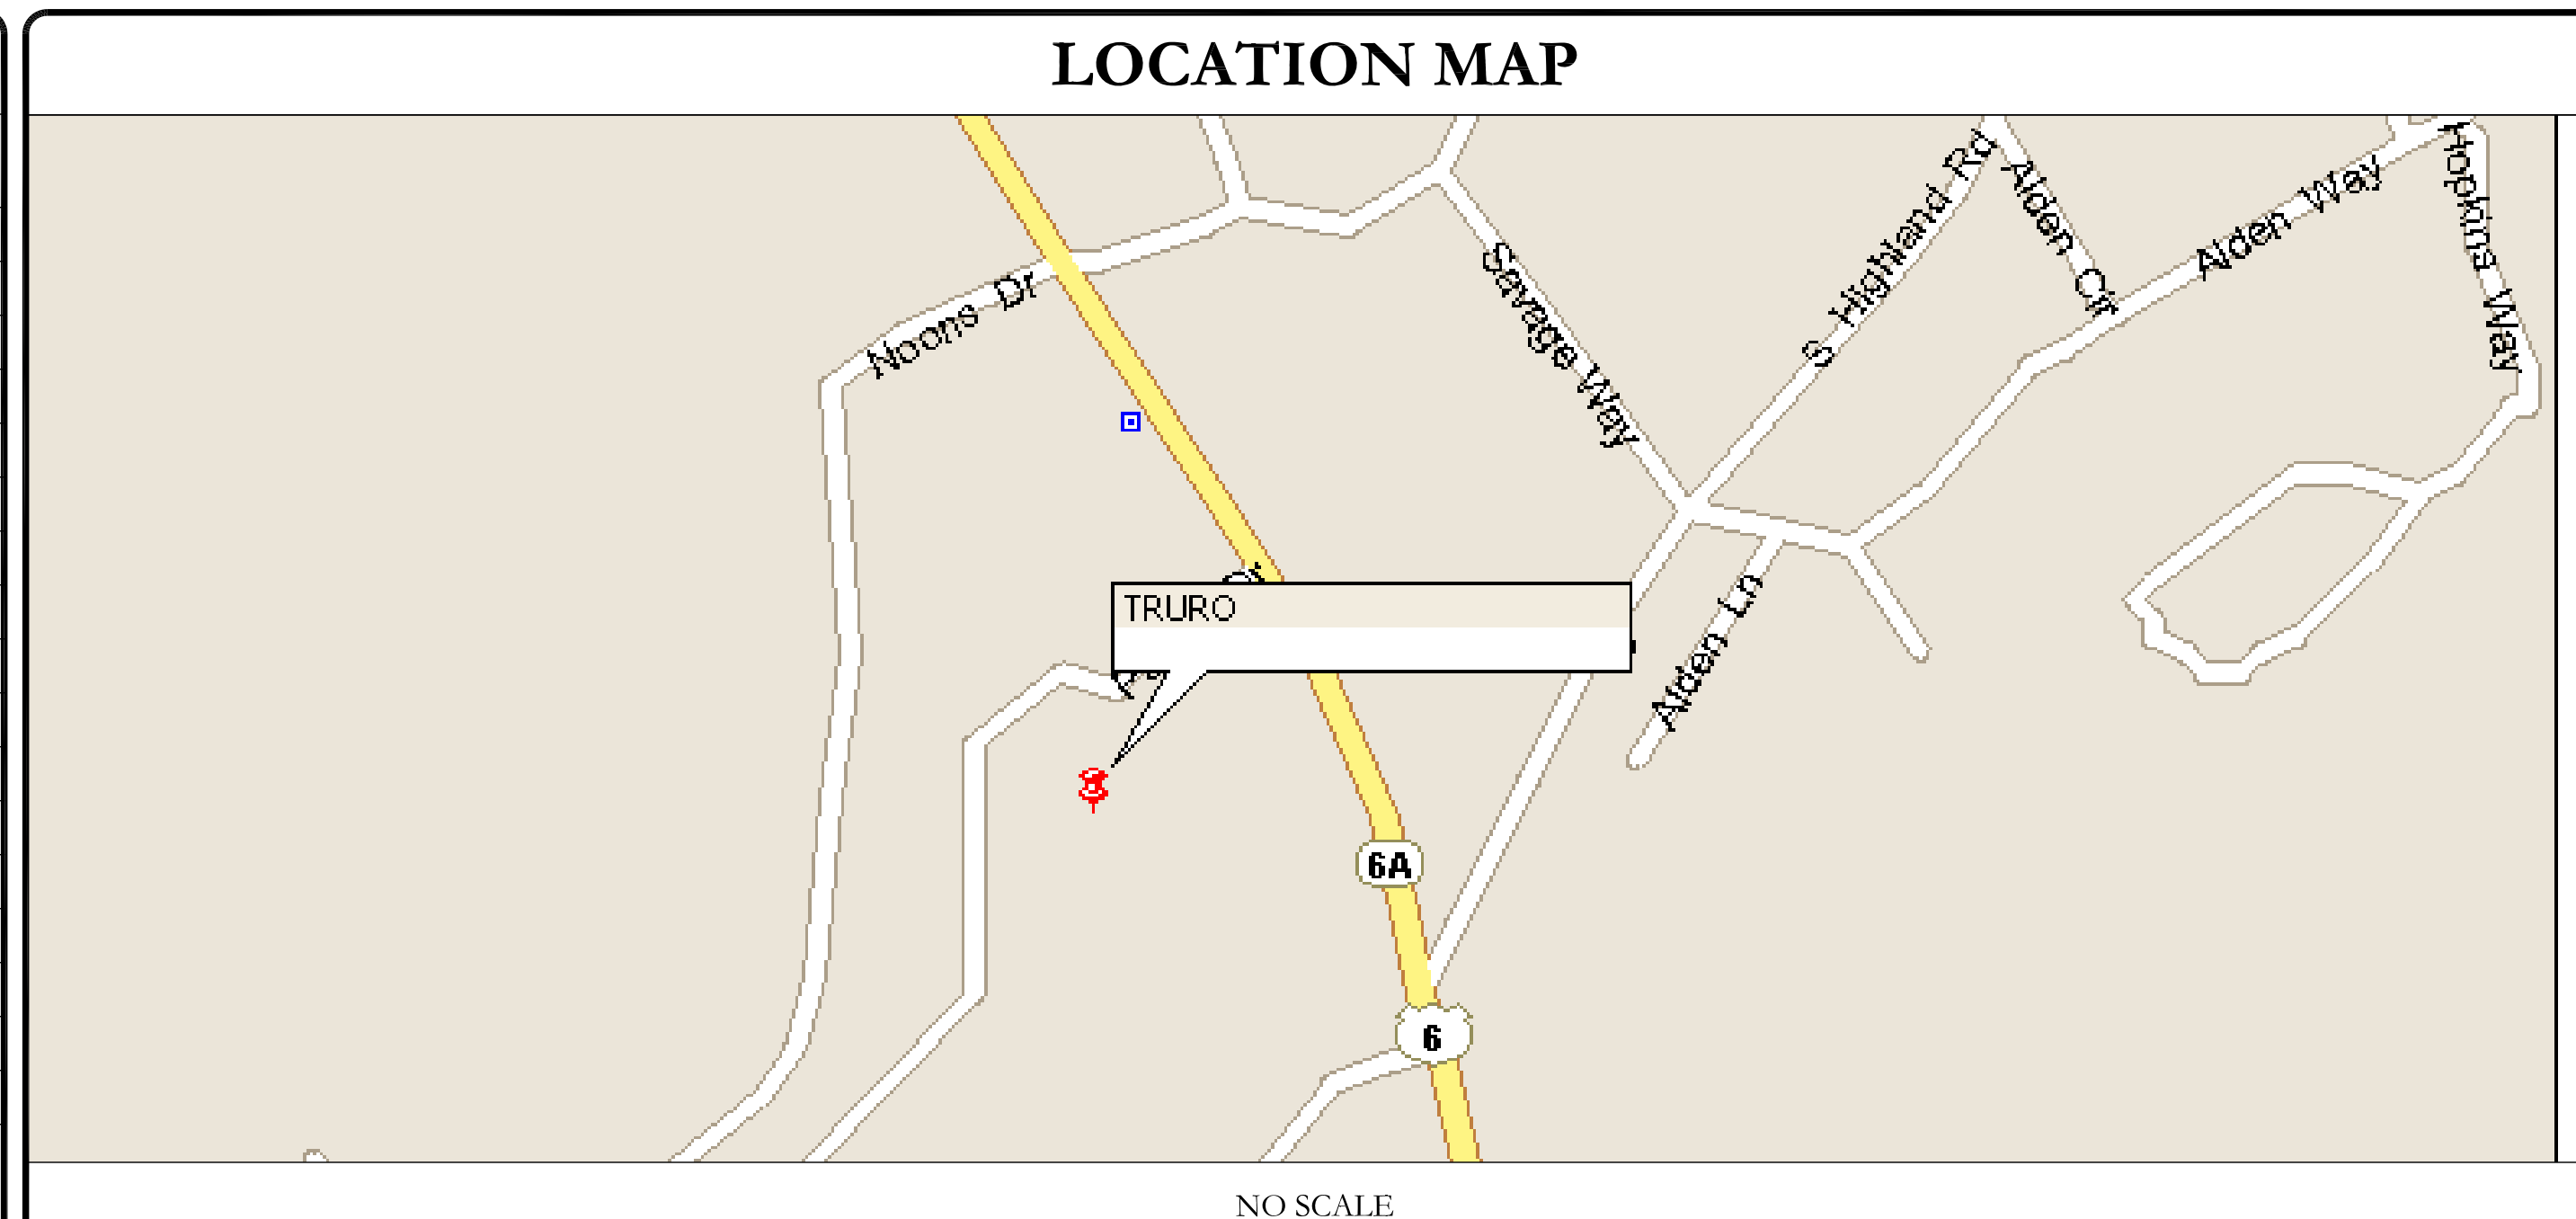 LOCATION MAP
Noons Dr
Savage Way
S Highland Rd
Alden Cir
Alden Way
Hopkins Way
TRURO
Alden Ln
6A
6
NO SCALE